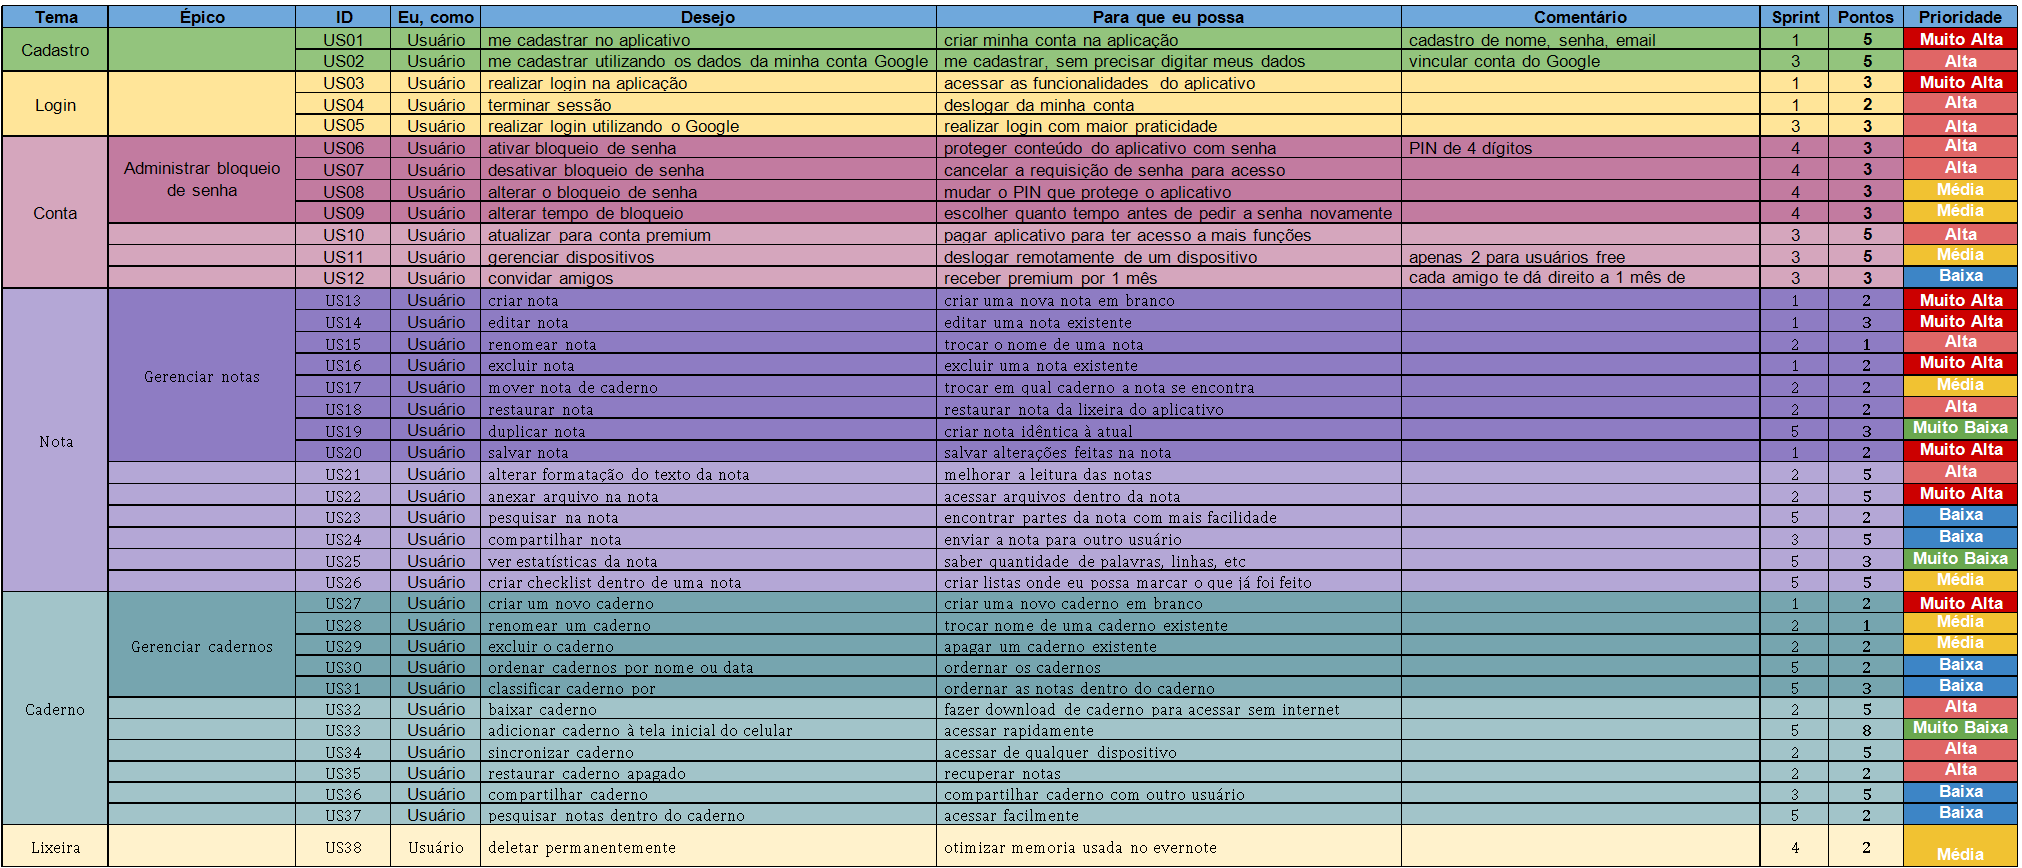 Tema Épico ID Eu, como Desejo Para que eu possa Comentário Sprint Pontos Prioridade
Cadastro US01 Usuário me cadastrar no aplicativo criar minha conta na aplicação cadastro de nome, senha, email 1 5 Muito Alta
US02 Usuário me cadastrar utilizando os dados da minha conta Google me cadastrar, sem precisar digitar meus dados vincular conta do Google 3 5 Alta
Login US03 Usuário realizar login na aplicação acessar as funcionalidades do aplicativo 1 3 Muito Alta
US04 Usuário terminar sessão deslogar da minha conta 1 2 Alta
US05 Usuário realizar login utilizando o Google realizar login com maior praticidade 3 3 Alta
Conta Administrar bloqueio de senha US06 Usuário ativar bloqueio de senha proteger conteúdo do aplicativo com senha PIN de 4 dígitos 4 3 Alta
US07 Usuário desativar bloqueio de senha cancelar a requisição de senha para acesso 4 3 Alta
US08 Usuário alterar o bloqueio de senha mudar o PIN que protege o aplicativo 4 3 Média
US09 Usuário alterar tempo de bloqueio escolher quanto tempo antes de pedir a senha novamente 4 3 Média
US10 Usuário atualizar para conta premium pagar aplicativo para ter acesso a mais funções 3 5 Alta
US11 Usuário gerenciar dispositivos deslogar remotamente de um dispositivo apenas 2 para usuários free 3 5 Média
US12 Usuário convidar amigos receber premium por 1 mês cada amigo te dá direito a 1 mês de 3 3 Baixa
Nota Gerenciar notas US13 Usuário criar nota criar uma nova nota em branco 1 2 Muito Alta
US14 Usuário editar nota editar uma nota existente 1 3 Muito Alta
US15 Usuário renomear nota trocar o nome de uma nota 2 1 Alta
US16 Usuário excluir nota excluir uma nota existente 1 2 Muito Alta
US17 Usuário mover nota de caderno trocar em qual caderno a nota se encontra 2 2 Média
US18 Usuário restaurar nota restaurar nota da lixeira do aplicativo 2 2 Alta
US19 Usuário duplicar nota criar nota idêntica à atual 5 3 Muito Baixa
US20 Usuário salvar nota salvar alterações feitas na nota 1 2 Muito Alta
US21 Usuário alterar formatação do texto da nota melhorar a leitura das notas 2 5 Alta
US22 Usuário anexar arquivo na nota acessar arquivos dentro da nota 2 5 Muito Alta
US23 Usuário pesquisar na nota encontrar partes da nota com mais facilidade 5 2 Baixa
US24 Usuário compartilhar nota enviar a nota para outro usuário 3 5 Baixa
US25 Usuário ver estatísticas da nota saber quantidade de palavras, linhas, etc 5 3 Muito Baixa
US26 Usuário criar checklist dentro de uma nota criar listas onde eu possa marcar o que já foi feito 5 5 Média
Caderno Gerenciar cadernos US27 Usuário criar um novo caderno criar uma novo caderno em branco 1 2 Muito Alta
US28 Usuário renomear um caderno trocar nome de uma caderno existente 2 1 Média
US29 Usuário excluir o caderno apagar um caderno existente 2 2 Média
US30 Usuário ordenar cadernos por nome ou data ordernar os cadernos 5 2 Baixa
US31 Usuário classificar caderno por ordernar as notas dentro do caderno 5 3 Baixa
US32 Usuário baixar caderno fazer download de caderno para acessar sem internet 2 5 Alta
US33 Usuário adicionar caderno à tela inicial do celular acessar rapidamente 5 8 Muito Baixa
US34 Usuário sincronizar caderno acessar de qualquer dispositivo 2 5 Alta
US35 Usuário restaurar caderno apagado recuperar notas 2 2 Alta
US36 Usuário compartilhar caderno compartilhar caderno com outro usuário 3 5 Baixa
US37 Usuário pesquisar notas dentro do caderno acessar facilmente 5 2 Baixa
Lixeira US38 Usuário deletar permanentemente otimizar memoria usada no evernote 4 2 Média